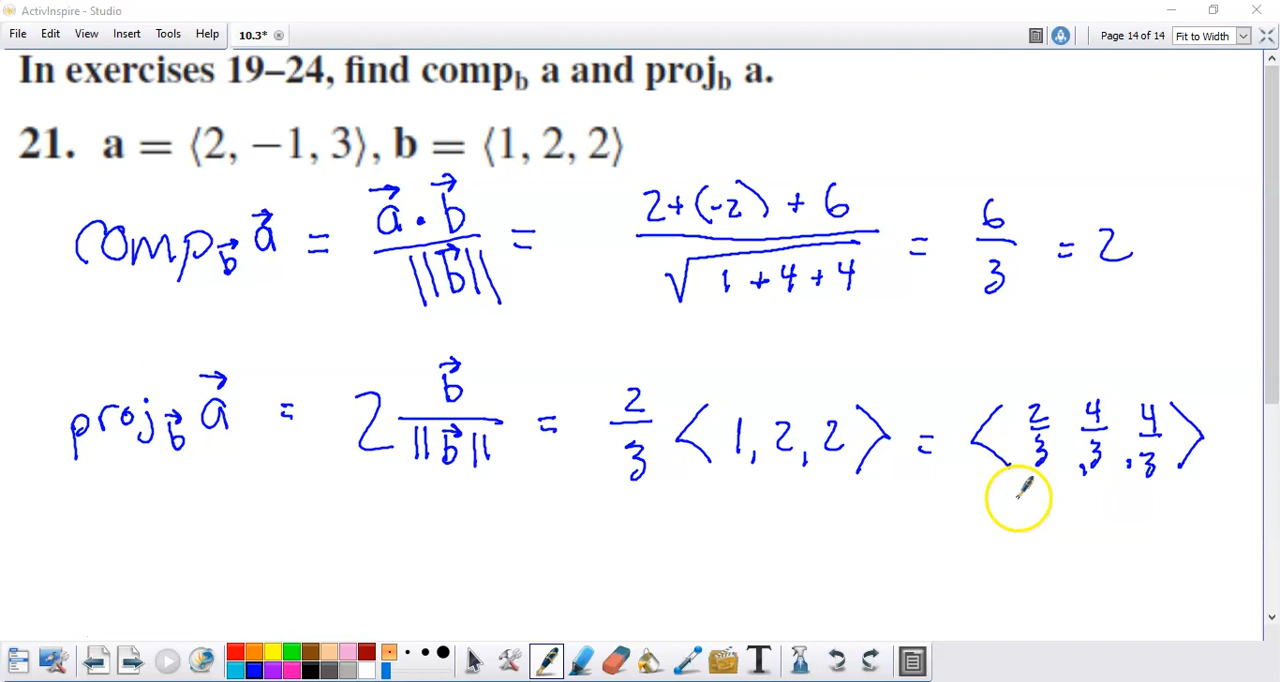 ActivInspire - Studio
File Edit View Insert Tools Help 10.3* Page 14 of 14 Fit to Width
In exercises 19–24, find comp_b a and proj_b a.
21. a = ⟨2, −1, 3⟩, b = ⟨1, 2, 2⟩
comp_b⃗ a⃗ = a⃗ · b⃗ / ||b⃗|| = 2+(-2)+6 / √(1+4+4) = 6/3 = 2
proj_b⃗ a⃗ = 2 b⃗ / ||b⃗|| = 2/3 ⟨1, 2, 2⟩ = ⟨2/3, 4/3, 4/3⟩
T